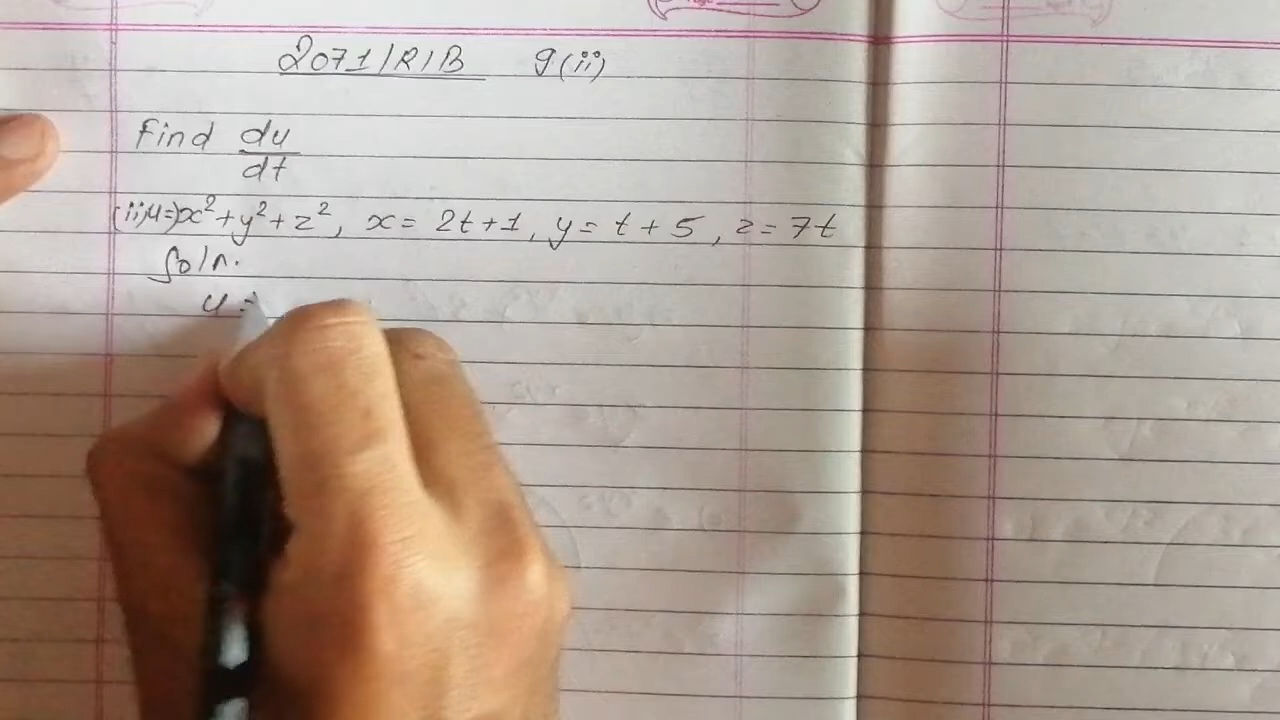 2071/R/B 9(ii)
Find du/dt
(ii) u = x² + y² + z², x = 2t + 1, y = t + 5, z = 7t
Soln.
u =